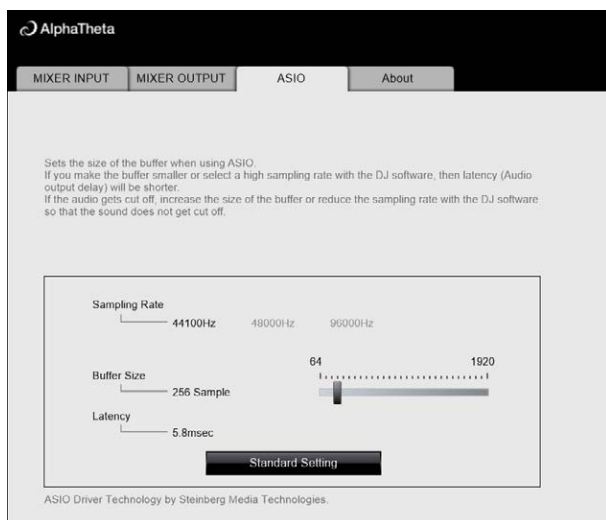 AlphaTheta
MIXER INPUT MIXER OUTPUT ASIO About
Sets the size of the buffer when using ASIO.
If you make the buffer smaller or select a high sampling rate with the DJ software, then latency (Audio
output delay) will be shorter.
If the audio gets cut off, increase the size of the buffer or reduce the sampling rate with the DJ software
so that the sound does not get cut off.
Sampling Rate
44100Hz 48000Hz 96000Hz
64 1920
Buffer Size
256 Sample
Latency
5.8msec
Standard Setting
ASIO Driver Technology by Steinberg Media Technologies.